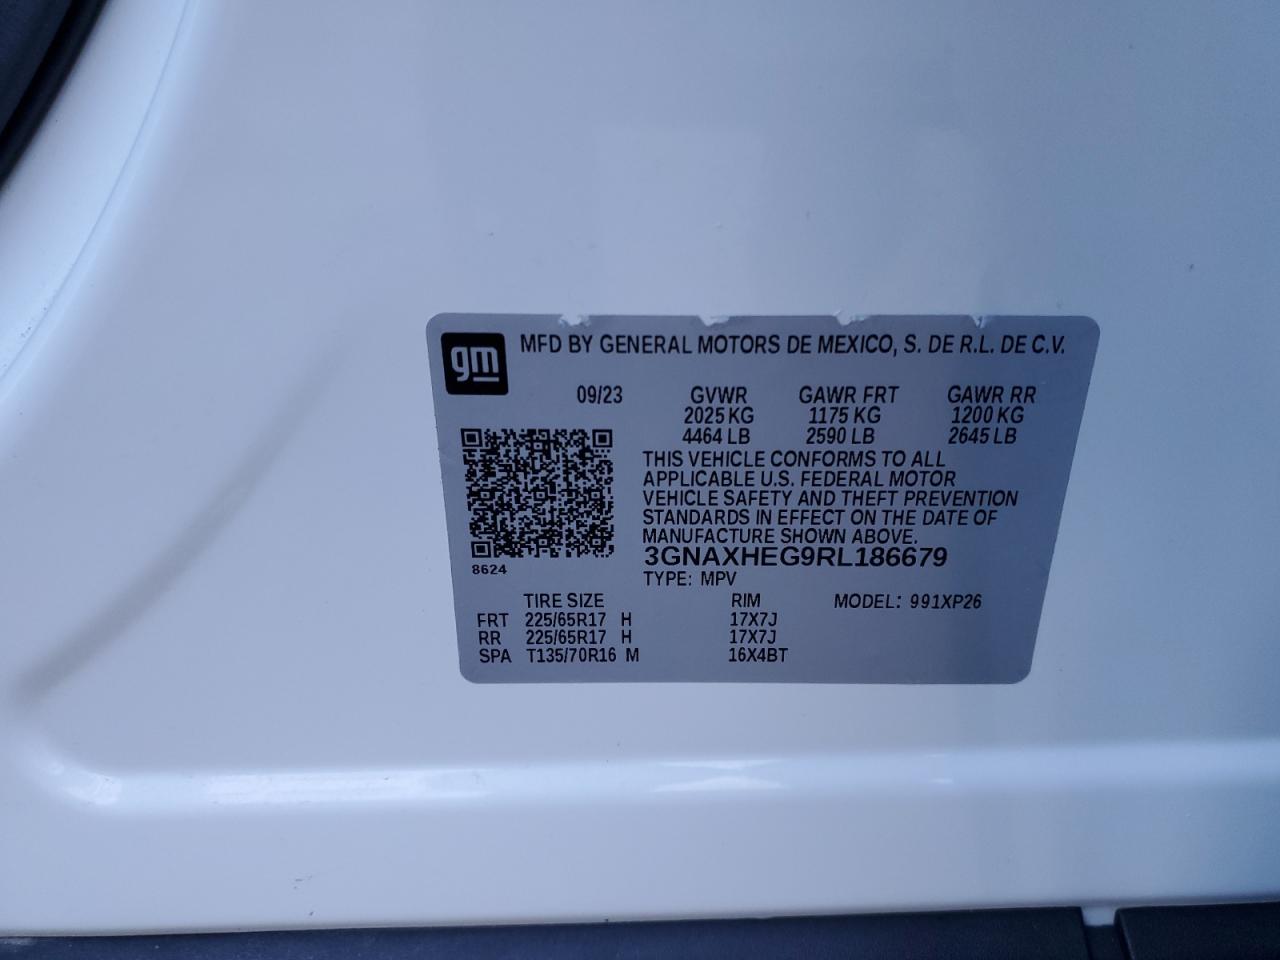 gm
MFD BY GENERAL MOTORS DE MEXICO, S. DE R.L. DE C.V.
09/23 GVWR GAWR FRT GAWR RR
2025 KG 1175 KG 1200 KG
4464 LB 2590 LB 2645 LB
THIS VEHICLE CONFORMS TO ALL
APPLICABLE U.S. FEDERAL MOTOR
VEHICLE SAFETY AND THEFT PREVENTION
STANDARDS IN EFFECT ON THE DATE OF
MANUFACTURE SHOWN ABOVE.
3GNAXHEG9RL186679
8624
TYPE: MPV
TIRE SIZE RIM MODEL: 991XP26
FRT 225/65R17 H 17X7J
RR 225/65R17 H 17X7J
SPA T135/70R16 M 16X4BT